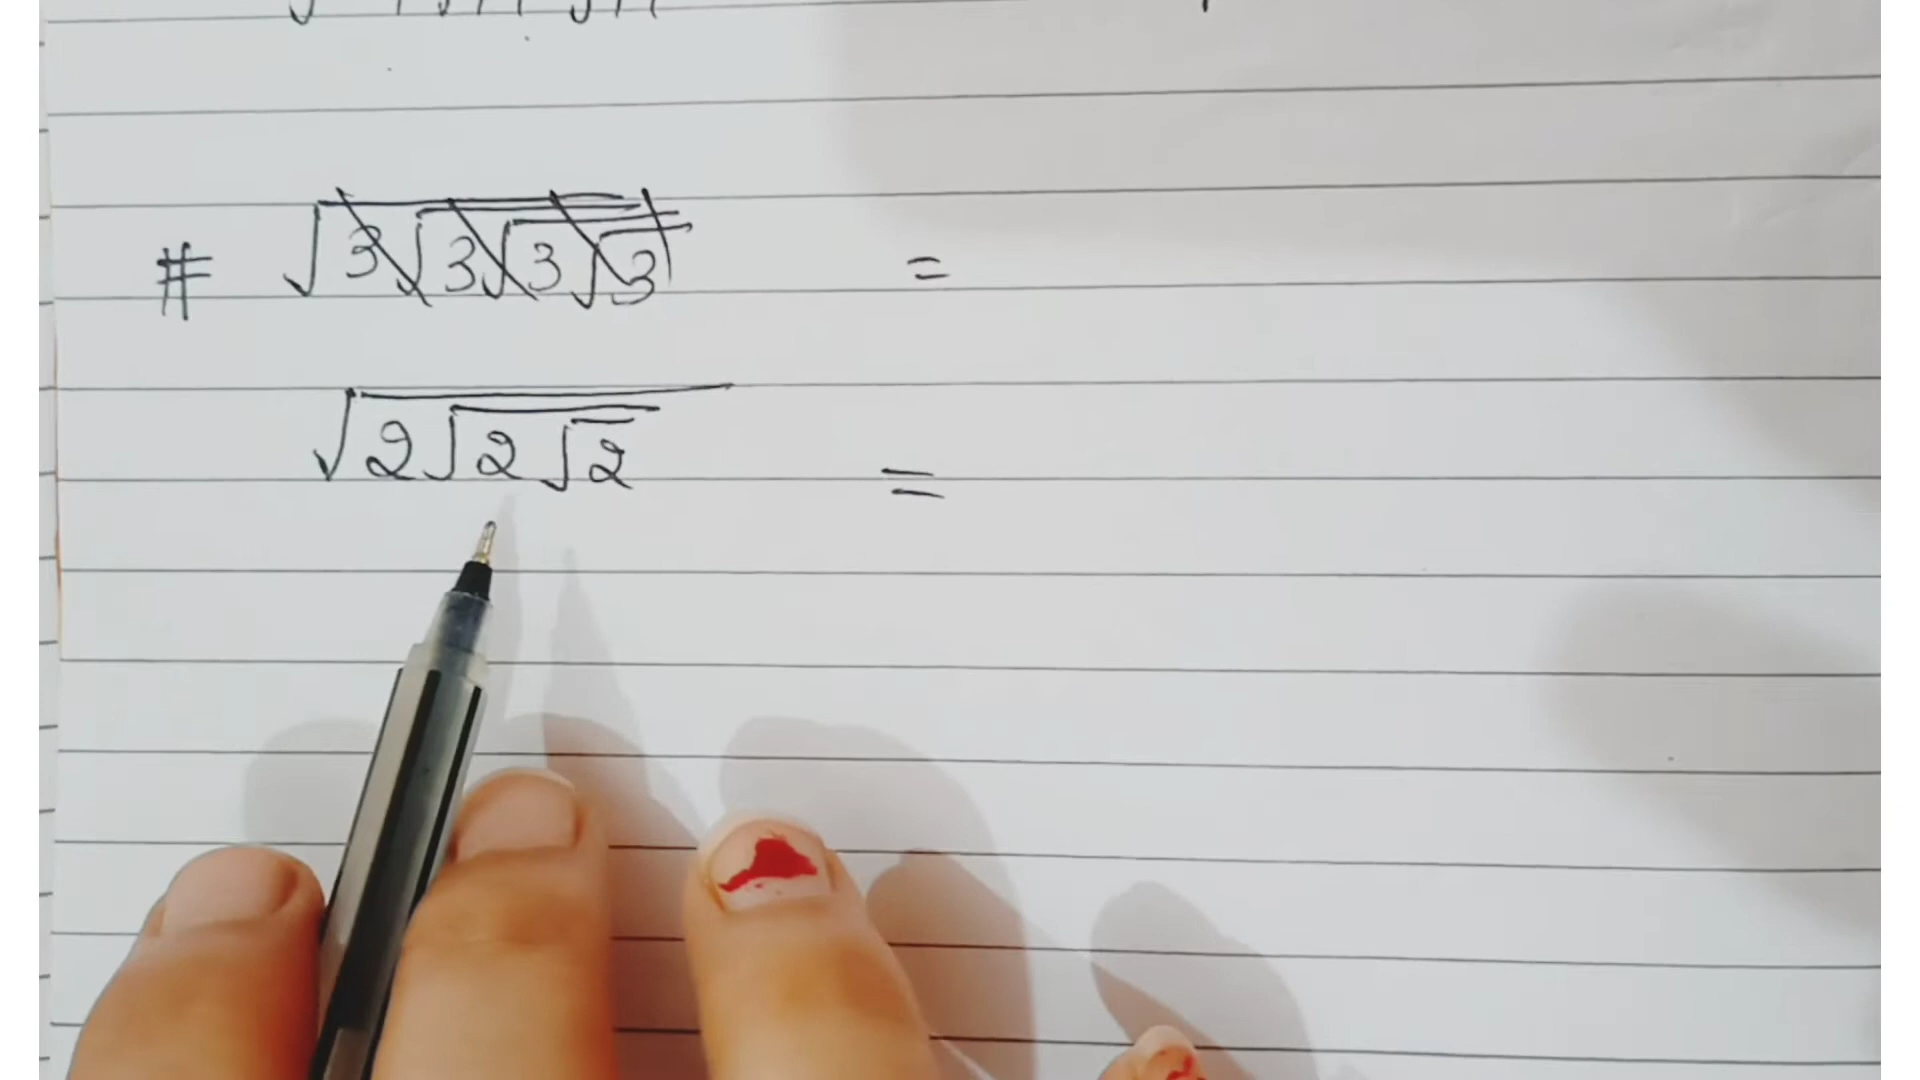 # √3√3√3√3 =
√2√2√2 =